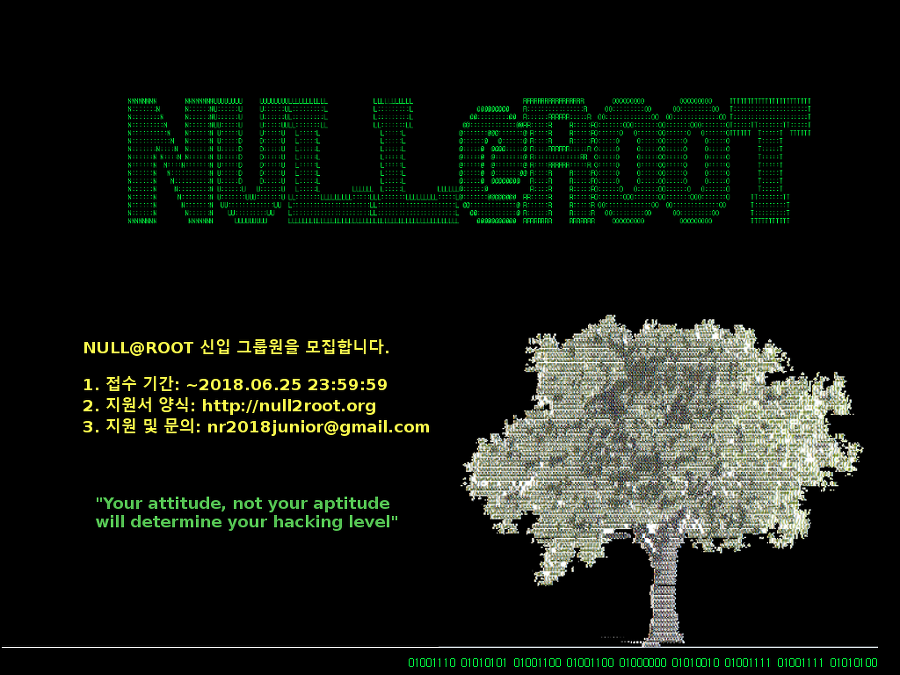 NULL@ROOT
NULL@ROOT 신입 그룹원을 모집합니다.
1. 접수 기간: ~2018.06.25 23:59:59
2. 지원서 양식: http://null2root.org
3. 지원 및 문의: nr2018junior@gmail.com
"Your attitude, not your aptitude
will determine your hacking level"
01001110 01010101 01001100 01001100 01000000 01010010 01001111 01001111 01010100